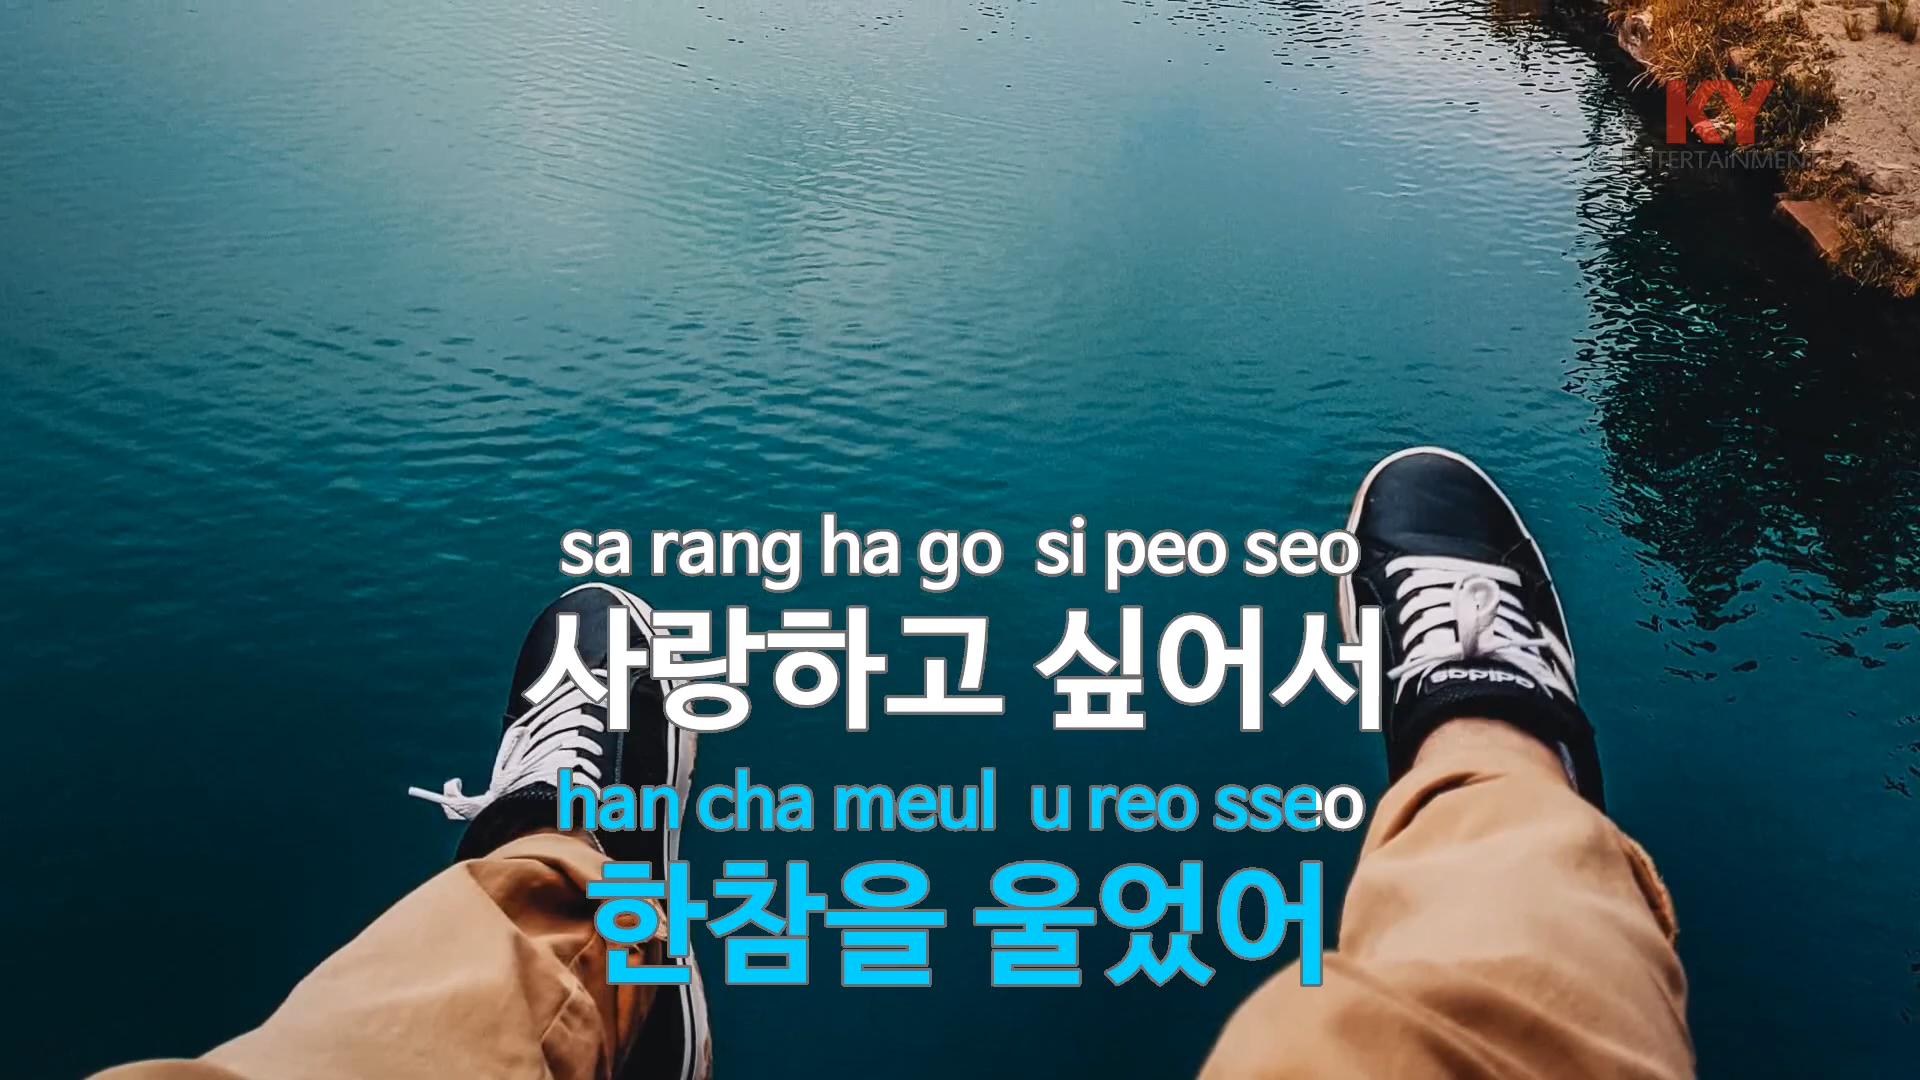 KY
ENTERTAiNMENT
sa rang ha go si peo seo
사랑하고 싶어서
adidas
han cha meul u reo sseo
한참을 울었어